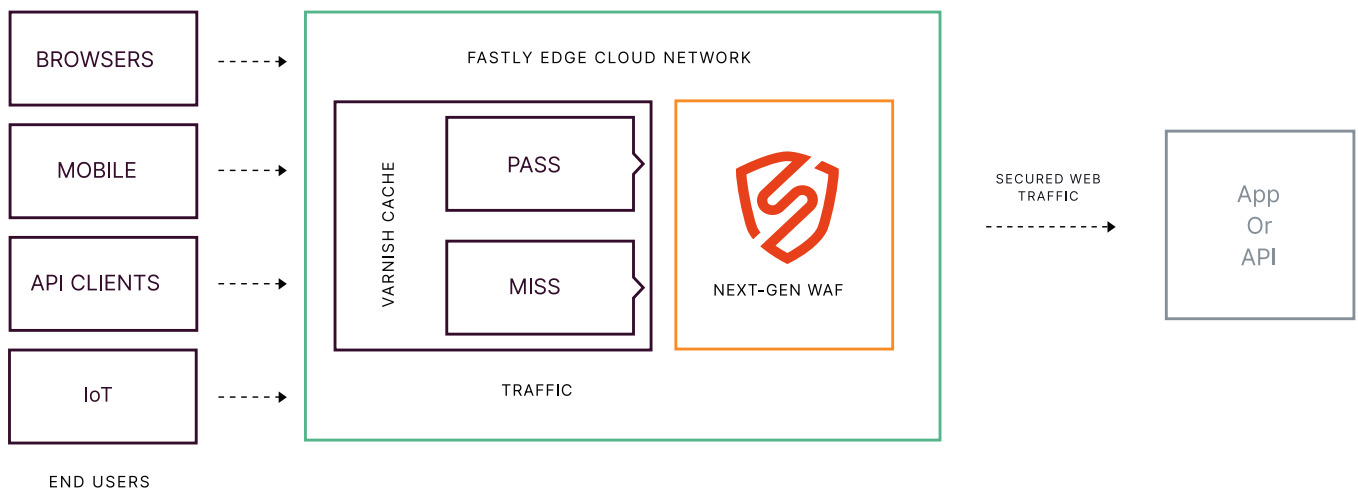 BROWSERS
MOBILE
API CLIENTS
IoT
END USERS
FASTLY EDGE CLOUD NETWORK
VARNISH CACHE
PASS
MISS
TRAFFIC
NEXT-GEN WAF
SECURED WEB
TRAFFIC
App
Or
API